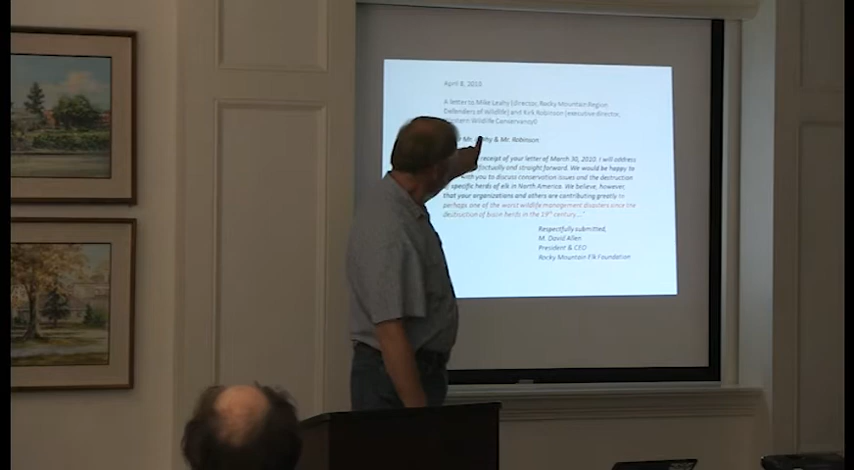 April 8, 2010
A letter to Mike Leahy (director, Rocky Mountain Region
Defenders of Wildlife) and Kirk Robinson (executive director,
Western Wildlife Conservancy)
Mr. Leahy & Mr. Robinson:
receipt of your letter of March 30, 2010. I will address
factually and straight forward. We would be happy to
with you to discuss conservation issues and the destruction
of specific herds of elk in North America. We believe, however,
that your organizations and others are contributing greatly to
perhaps one of the worst wildlife management disasters since the
destruction of bison herds in the 19th century...."
Respectfully submitted,
M. David Allen
President & CEO
Rocky Mountain Elk Foundation